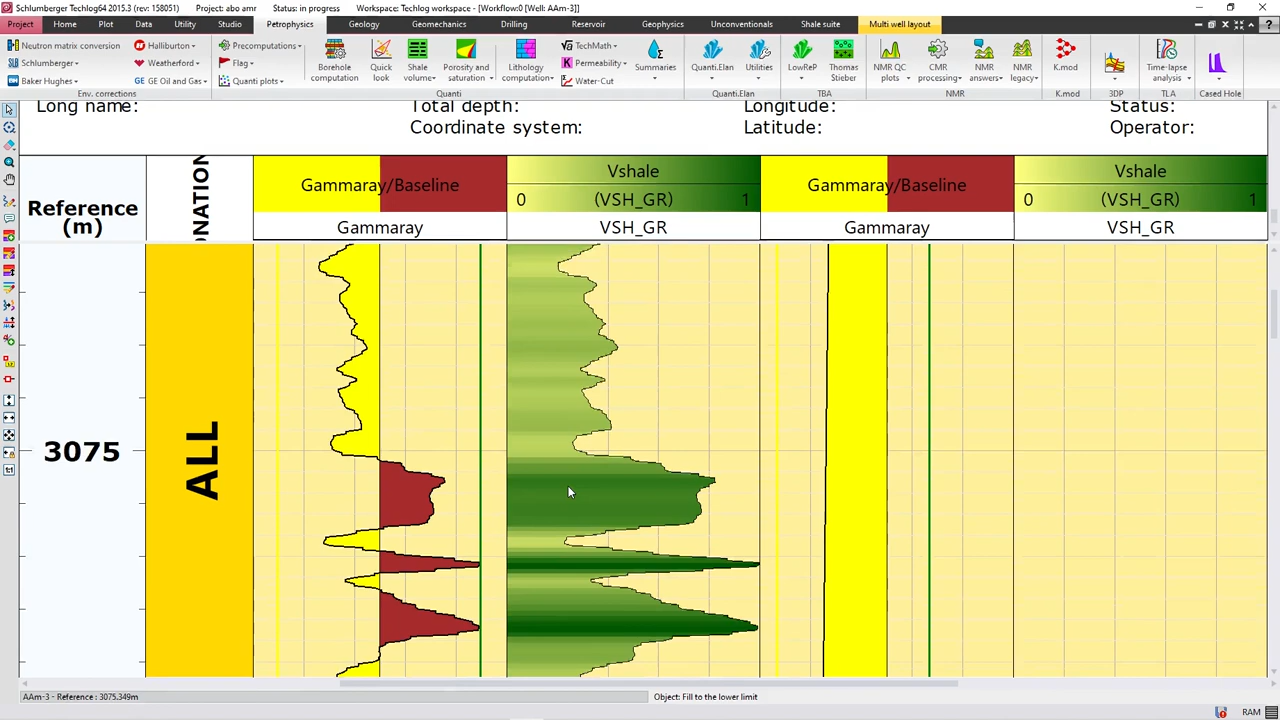 Schlumberger Techlog64 2015.3 (rev: 158051) Project: abo amr Status: in progress Workspace: Techlog workspace - [Workflow0 [Well: AAm-3]]
Project Home Plot Data Utility Studio Petrophysics Geology Geomechanics Drilling Reservoir Geophysics Unconventionals Shale suite Multi well layout
Neutron matrix conversion Halliburton
Schlumberger Weatherford
Baker Hughes GE Oil and Gas
Env. corrections
Precomputations
Flag
Quanti plots
Borehole computation
Quick look
Shale volume
Porosity and saturation
Lithology computation
TechMath
Permeability
Water-Cut
Summaries
Quanti
Quanti.Elan
Utilities
Quanti.Elan
LowReP
Thomas Stieber
TBA
NMR QC plots
CMR processing
NMR answers
NMR legacy
NMR
K.mod
K.mod
3DP
Time-lapse analysis
TLA
Cased Hole
Long name: Total depth: Longitude: Status:
Coordinate system: Latitude: Operator:
Reference (m)
ONATION
Gammaray/Baseline
Gammaray
Vshale
0 (VSH_GR) 1
VSH_GR
Gammaray/Baseline
Gammaray
Vshale
0 (VSH_GR) 1
VSH_GR
3075
ALL
AAm-3 - Reference : 3075.349m Object: Fill to the lower limit
RAM